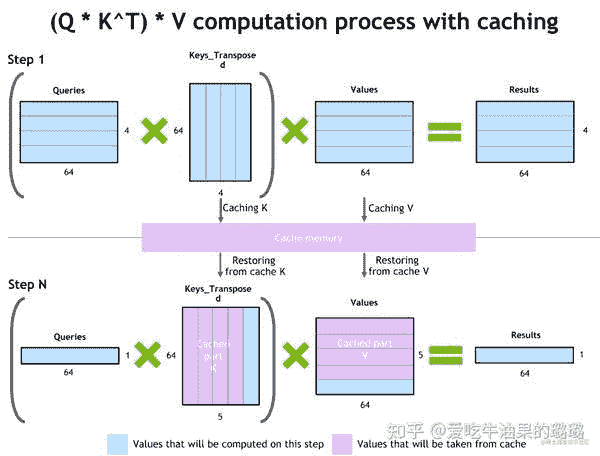 (Q * K^T) * V computation process with caching
Step 1
Keys_Transpose
d
Queries
Values
Results
4
64
4
64
4
64
64
Caching K
Caching V
Cache memory
Restoring
from cache K
Restoring
from cache V
Step N
Keys_Transpose
d
Values
Queries
Results
1
64
Cached
part
K
Cached part
V
5
1
64
5
64
64
知乎 @爱吃牛油果的璐璐
Values that will be computed on this step
Values that will be taken from cache